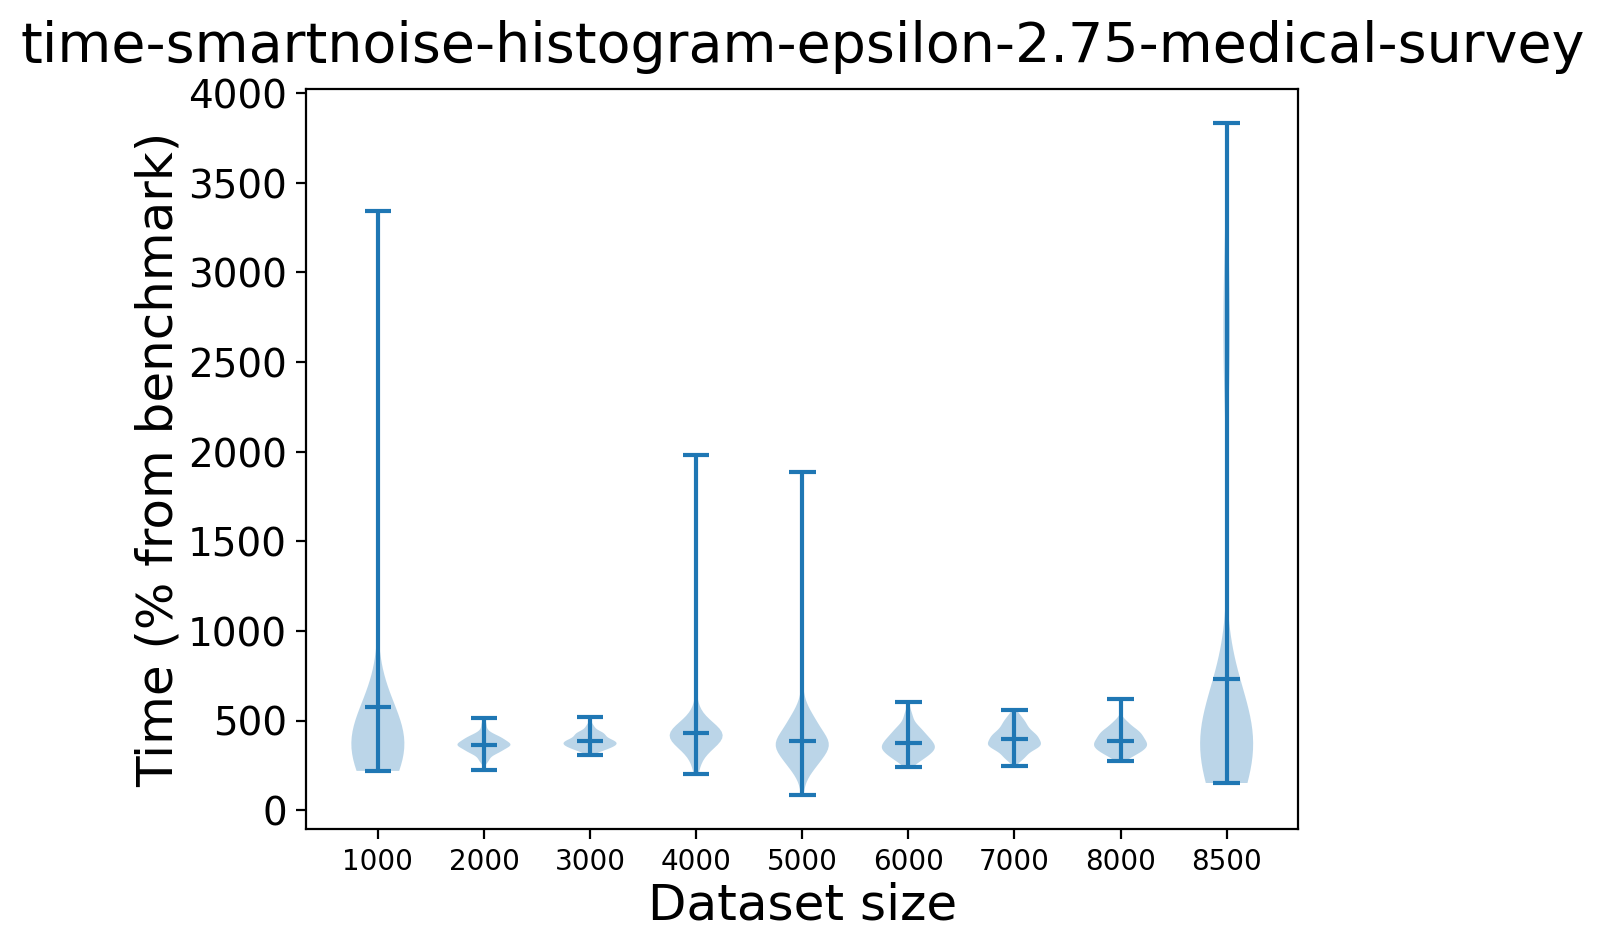 time-smartnoise-histogram-epsilon-2.75-medical-survey
Time (% from benchmark)
4000
3500
3000
2500
2000
1500
1000
500
0
1000 2000 3000 4000 5000 6000 7000 8000 8500
Dataset size